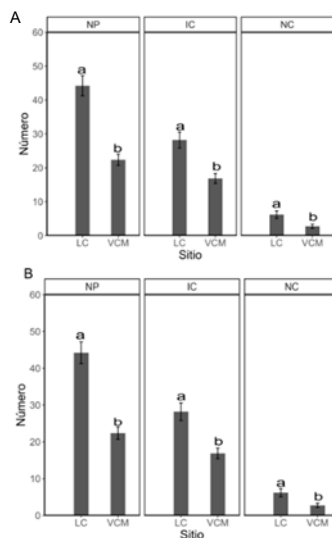 A
NP IC NC
60
50
40
30
20
10
0
Número
a b a b a b
LC VCM LC VCM LC VCM
Sitio
B
NP IC NC
60
50
40
30
20
10
0
Número
a b a b a b
LC VCM LC VCM LC VCM
Sitio